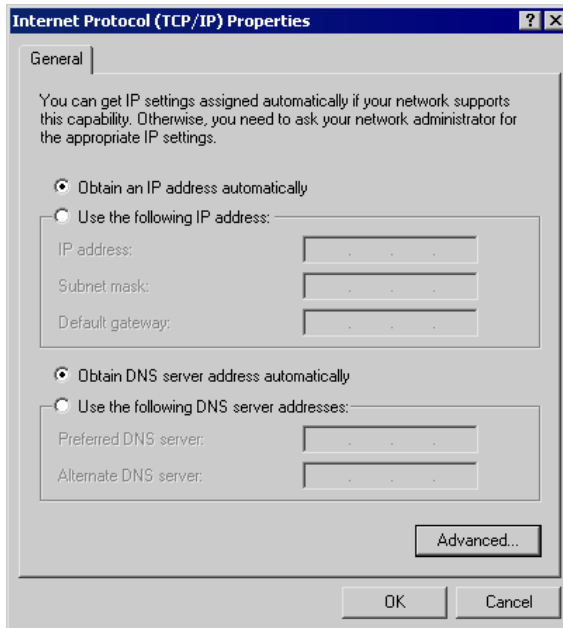 Internet Protocol (TCP/IP) Properties
General
You can get IP settings assigned automatically if your network supports
this capability. Otherwise, you need to ask your network administrator for
the appropriate IP settings.
Obtain an IP address automatically
Use the following IP address:
IP address:
Subnet mask:
Default gateway:
Obtain DNS server address automatically
Use the following DNS server addresses:
Preferred DNS server:
Alternate DNS server:
Advanced...
OK Cancel